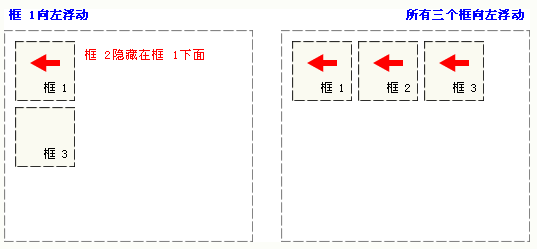 框 1向左浮动
所有三个框向左浮动
框 2隐藏在框 1下面
框 1
框 3
框 1
框 2
框 3